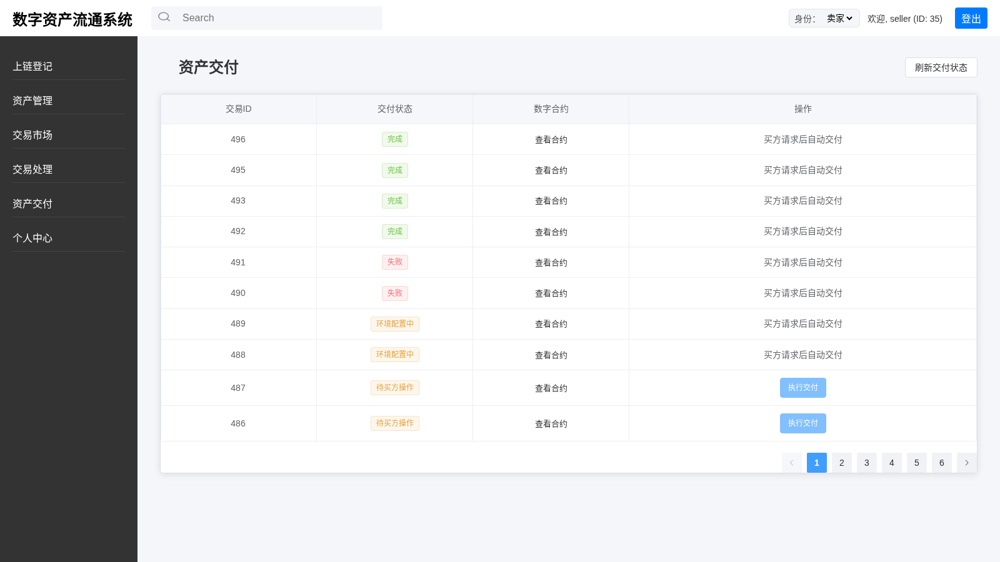 数字资产流通系统
Search
身份： 卖家
欢迎, seller (ID: 35)
登出
上链登记
资产管理
交易市场
交易处理
资产交付
个人中心
资产交付
刷新交付状态
交易ID 交付状态 数字合约 操作
496 完成 查看合约 买方请求后自动交付
495 完成 查看合约 买方请求后自动交付
493 完成 查看合约 买方请求后自动交付
492 完成 查看合约 买方请求后自动交付
491 失败 查看合约 买方请求后自动交付
490 失败 查看合约 买方请求后自动交付
489 环境配置中 查看合约 买方请求后自动交付
488 环境配置中 查看合约 买方请求后自动交付
487 待买方操作 查看合约 执行交付
486 待买方操作 查看合约 执行交付
1 2 3 4 5 6